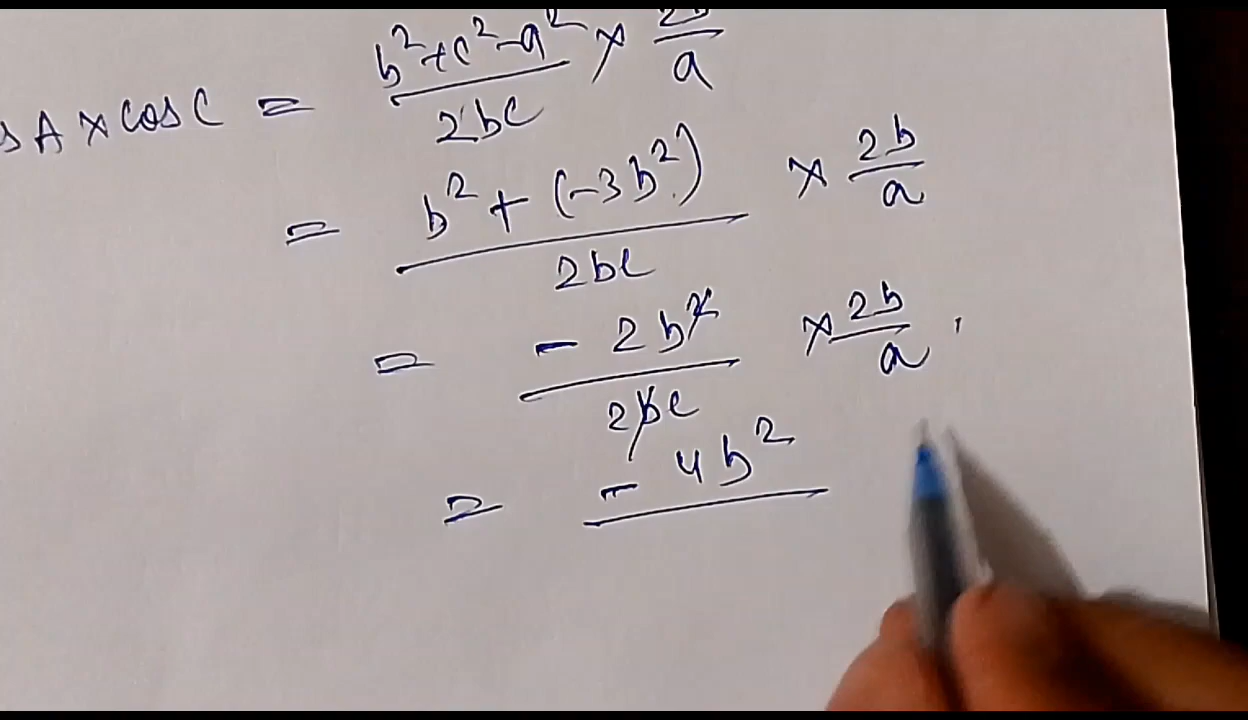 A × cos C = b² + c² - a² / 2bc × 2b / a
= b² + (-3b²) / 2bc × 2b / a
= - 2b² / 2bc × 2b / a
= - 4b²